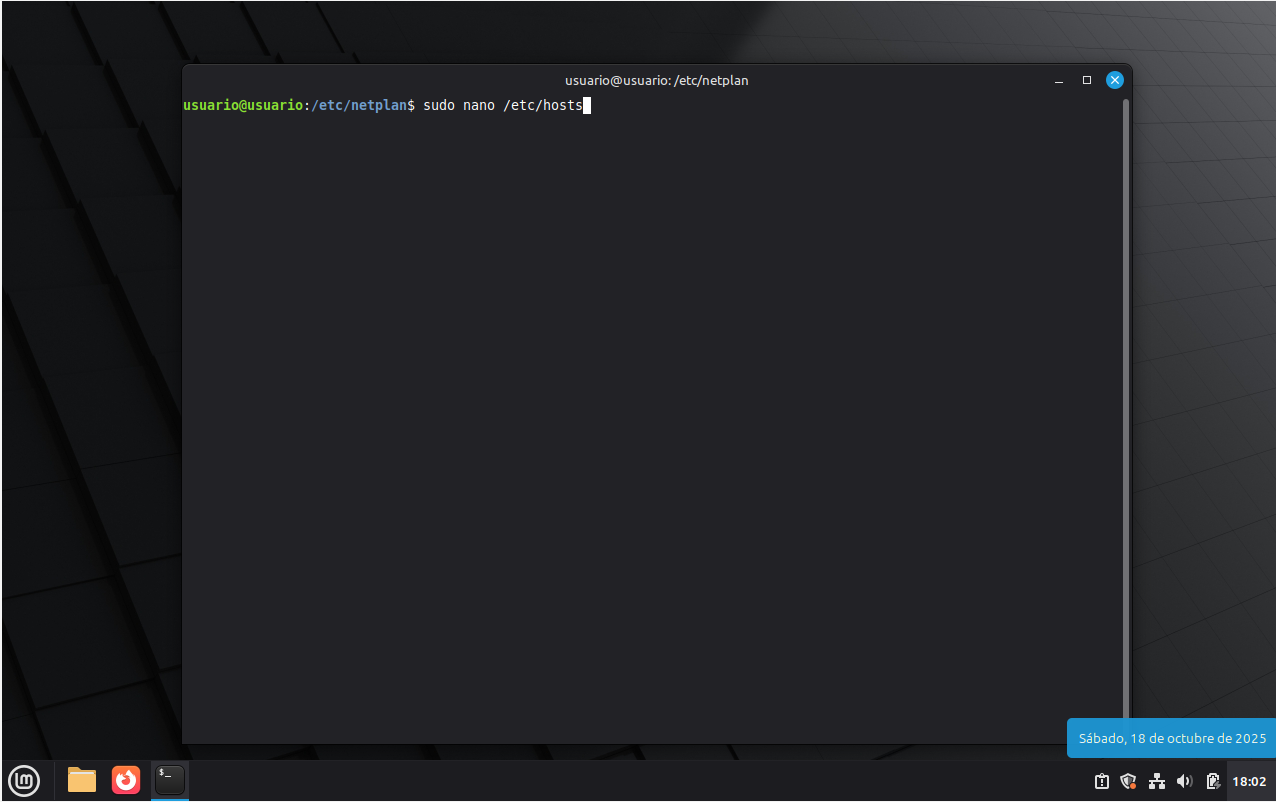 usuario@usuario: /etc/netplan
usuario@usuario:/etc/netplan$ sudo nano /etc/hosts
Sábado, 18 de octubre de 2025
$_
18:02